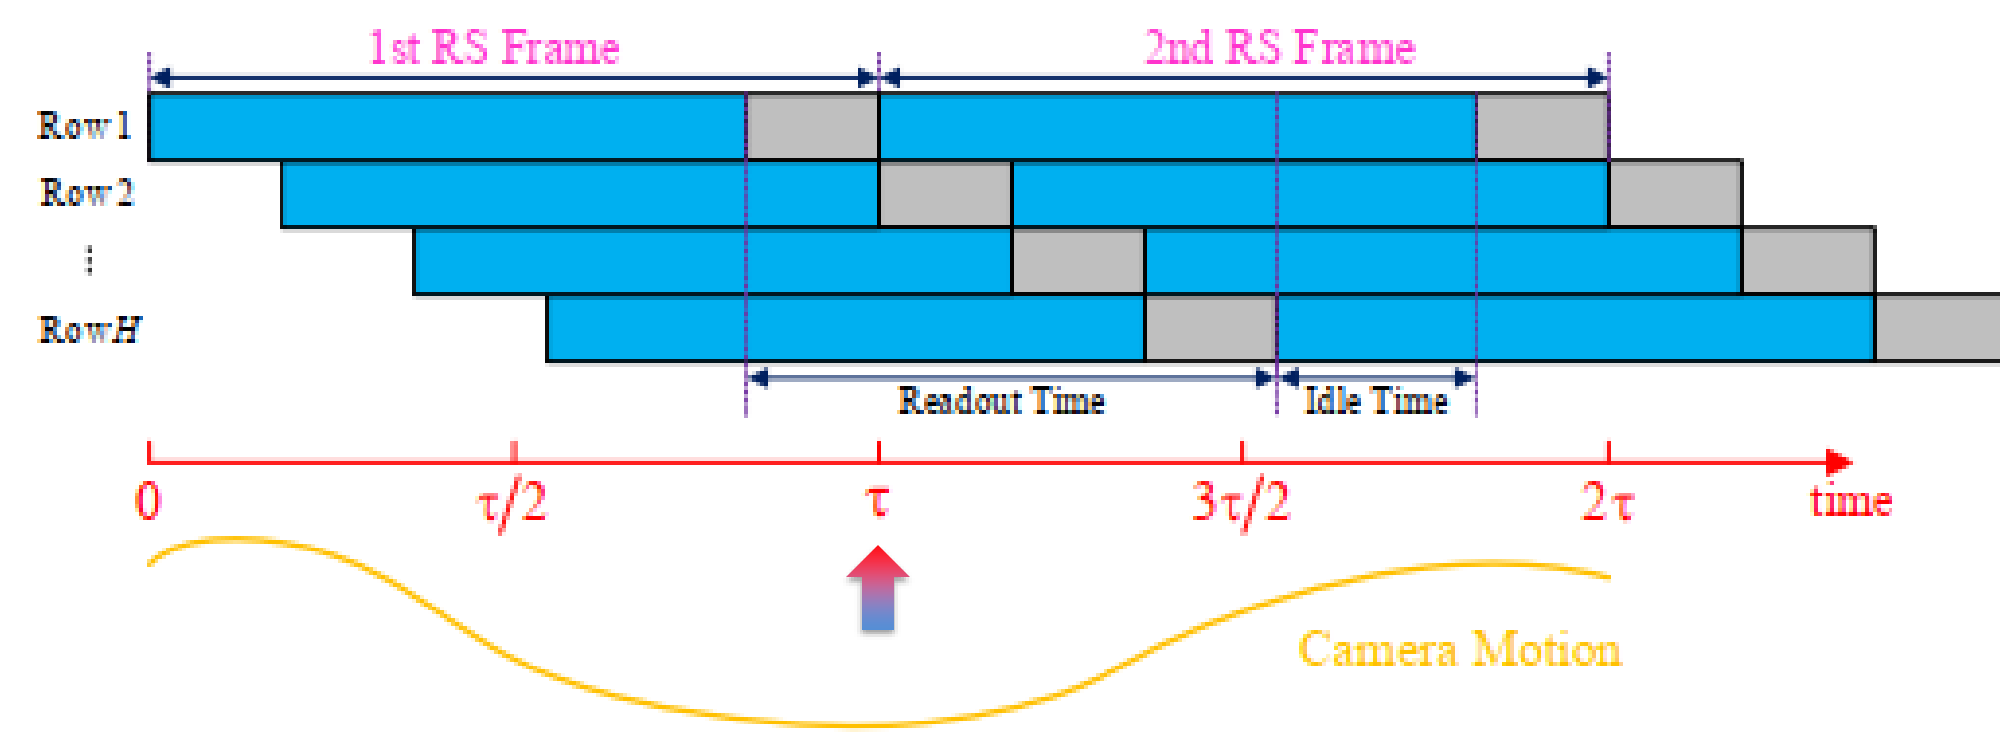 1st RS Frame 2nd RS Frame
Row 1
Row 2
⋮
Row H
Readout Time Idle Time
0 τ/2 τ 3τ/2 2τ time
Camera Motion